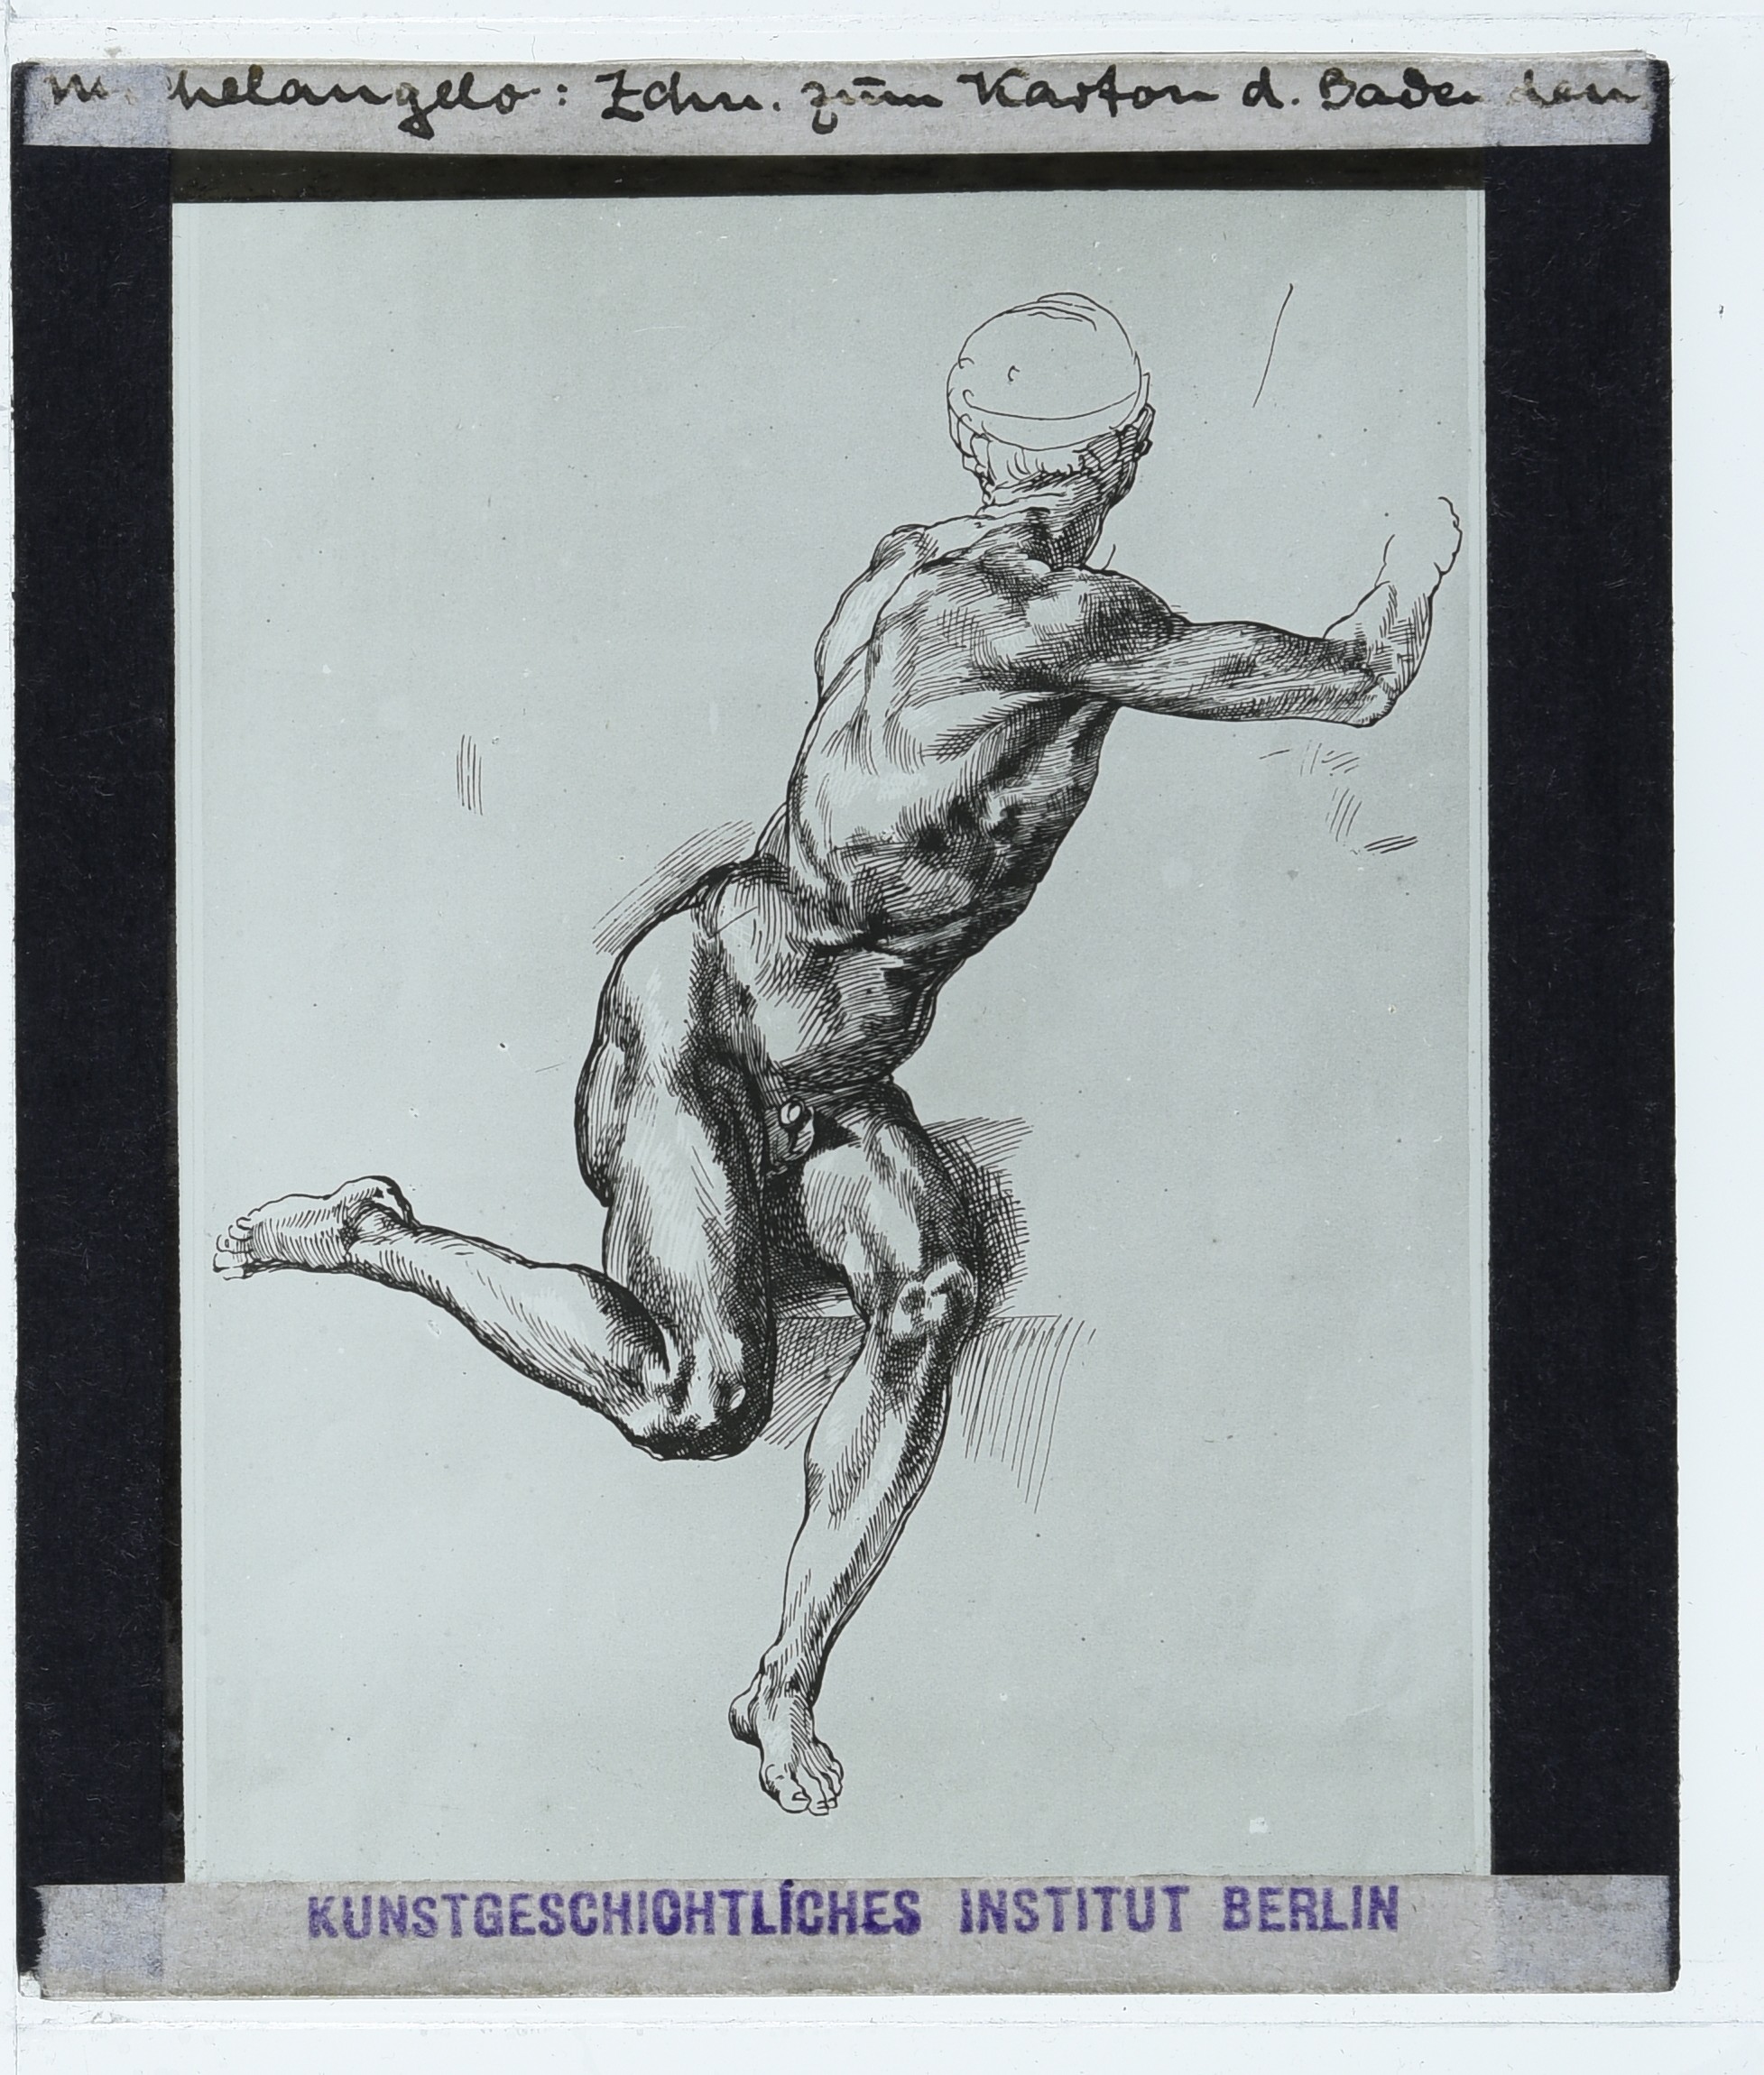 Michelangelo: Zchn. zum Karton d. Badenden
KUNSTGESCHICHTLICHES INSTITUT BERLIN